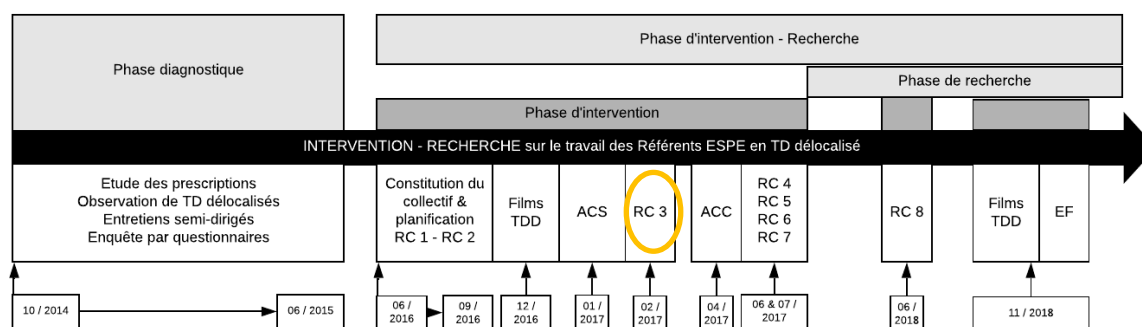 Phase d'intervention - Recherche
Phase diagnostique
Phase de recherche
Phase d'intervention
INTERVENTION - RECHERCHE sur le travail des Référents ESPE en TD délocalisé
Etude des prescriptions
Observation de TD délocalisés
Entretiens semi-dirigés
Enquête par questionnaires
Constitution du
collectif &
planification
RC 1 - RC 2
Films
TDD
ACS
RC 3
ACC
RC 4
RC 5
RC 6
RC 7
RC 8
Films
TDD
EF
10 / 2014
06 / 2015
06 /
2016
09 /
2016
12 /
2016
01 /
2017
02 /
2017
04 /
2017
06 & 07 /
2017
06 /
2018
11 / 2018